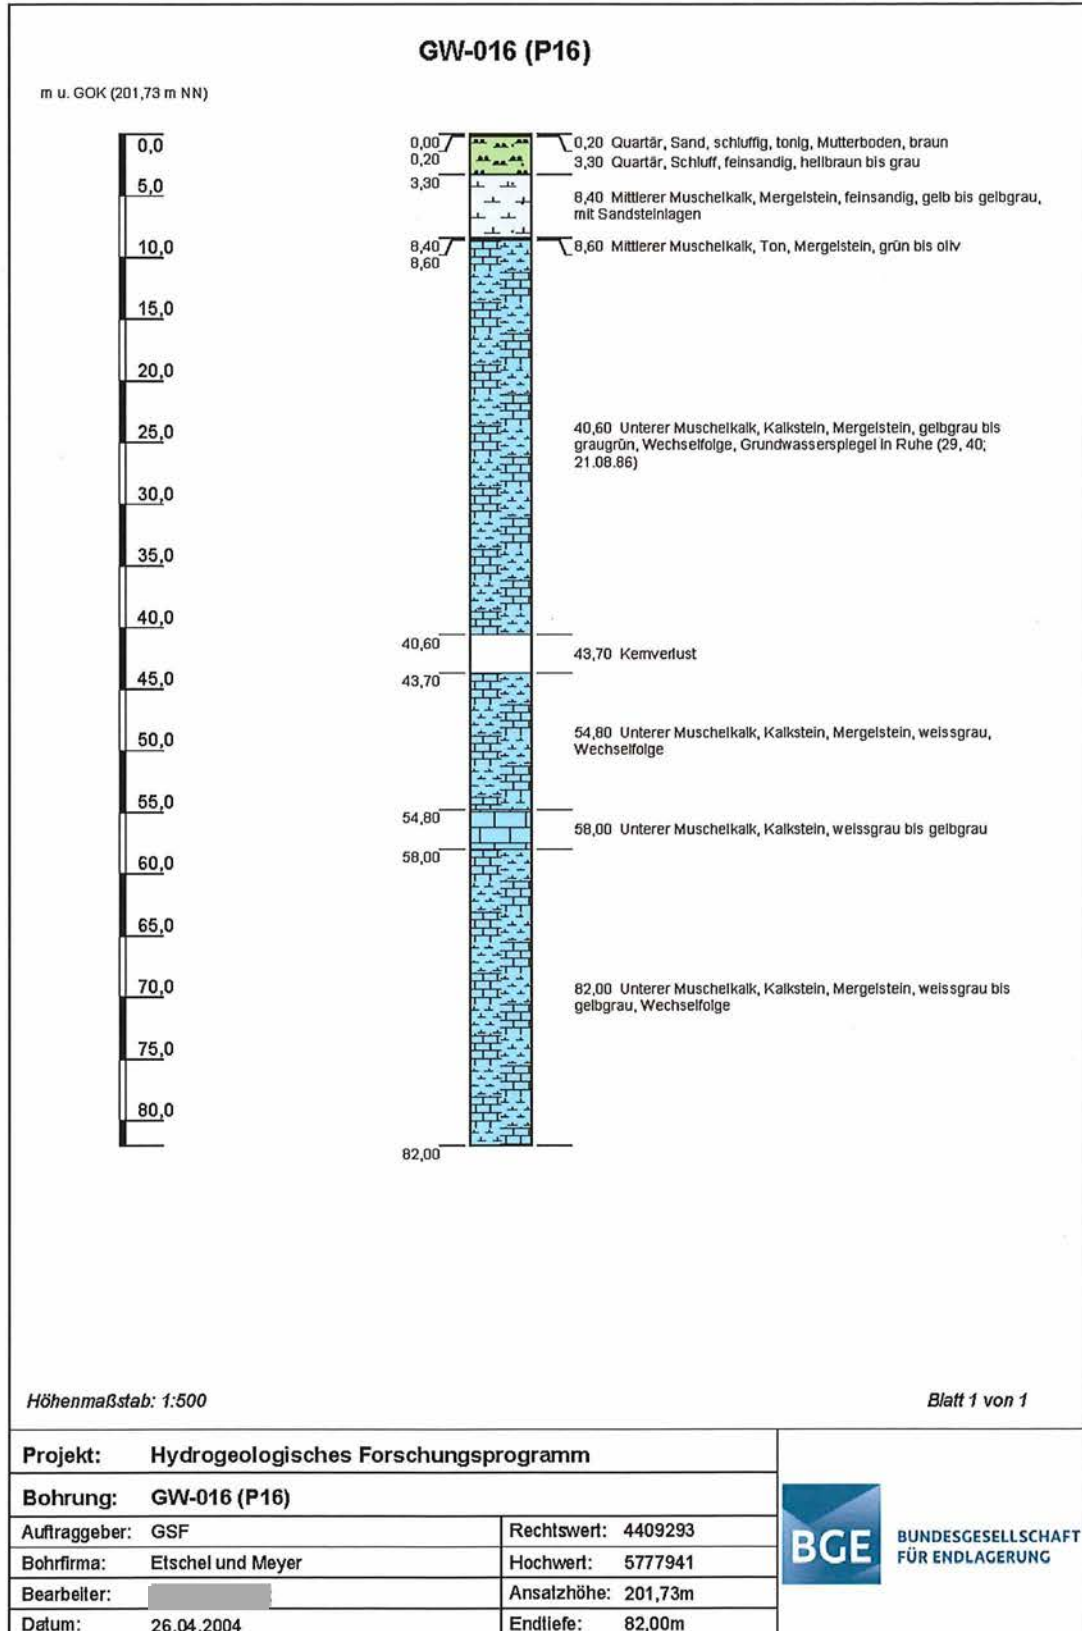 GW-016 (P16)
m u. GOK (201,73 m NN)
0,0
5,0
10,0
15,0
20,0
25,0
30,0
35,0
40,0
45,0
50,0
55,0
60,0
65,0
70,0
75,0
80,0
0,00
0,20
3,30
8,40
8,60
40,60
43,70
54,80
58,00
82,00
0,20 Quartär, Sand, schluffig, tonig, Mutterboden, braun
3,30 Quartär, Schluff, feinsandig, hellbraun bis grau
8,40 Mittlerer Muschelkalk, Mergelstein, feinsandig, gelb bis gelbgrau,
mit Sandsteinlagen
8,60 Mittlerer Muschelkalk, Ton, Mergelstein, grün bis oliv
40,60 Unterer Muschelkalk, Kalkstein, Mergelstein, gelbgrau bis
graugrün, Wechselfolge, Grundwasserspiegel in Ruhe (29, 40;
21.08.86)
43,70 Kernverlust
54,80 Unterer Muschelkalk, Kalkstein, Mergelstein, weissgrau,
Wechselfolge
58,00 Unterer Muschelkalk, Kalkstein, weissgrau bis gelbgrau
82,00 Unterer Muschelkalk, Kalkstein, Mergelstein, weissgrau bis
gelbgrau, Wechselfolge
Höhenmaßstab: 1:500
Blatt 1 von 1
Projekt: Hydrogeologisches Forschungsprogramm
Bohrung: GW-016 (P16)
Auftraggeber: GSF
Rechtswert: 4409293
Bohrfirma: Etschel und Meyer
Hochwert: 5777941
Bearbeiter:
Ansatzhöhe: 201,73m
Datum: 26.04.2004
Endtiefe: 82,00m
BGE
BUNDESGESELLSCHAFT
FÜR ENDLAGERUNG